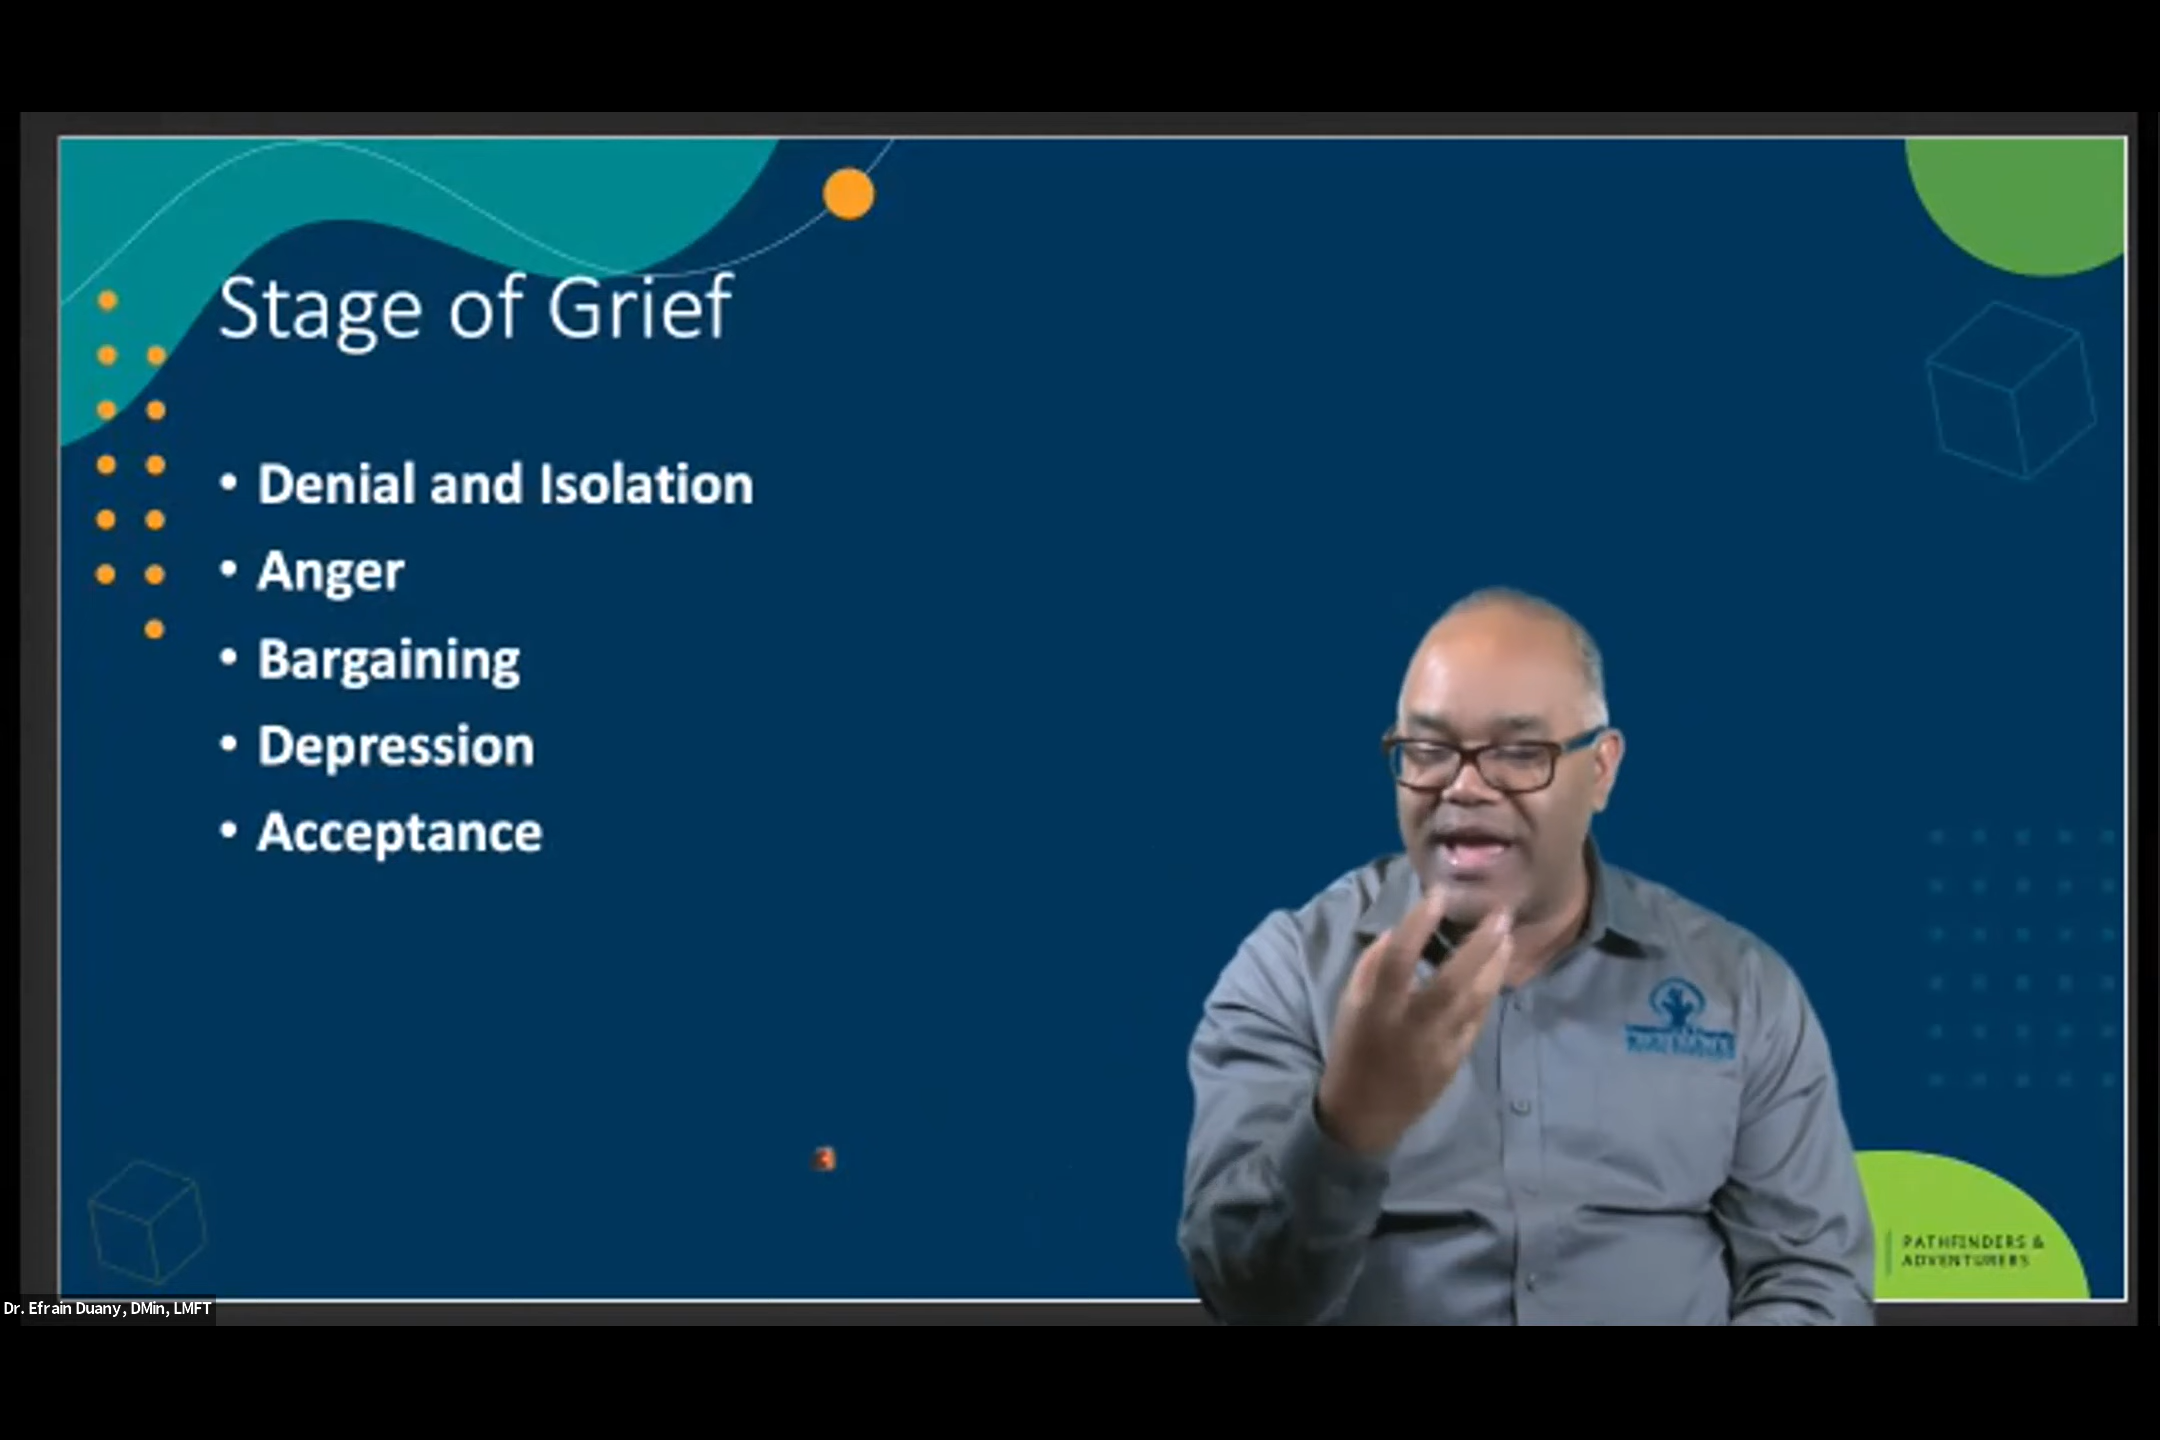 Stage of Grief
• Denial and Isolation
• Anger
• Bargaining
• Depression
• Acceptance
PATHFINDERS &
ADVENTURERS
Dr. Efrain Duany, DMin, LMFT